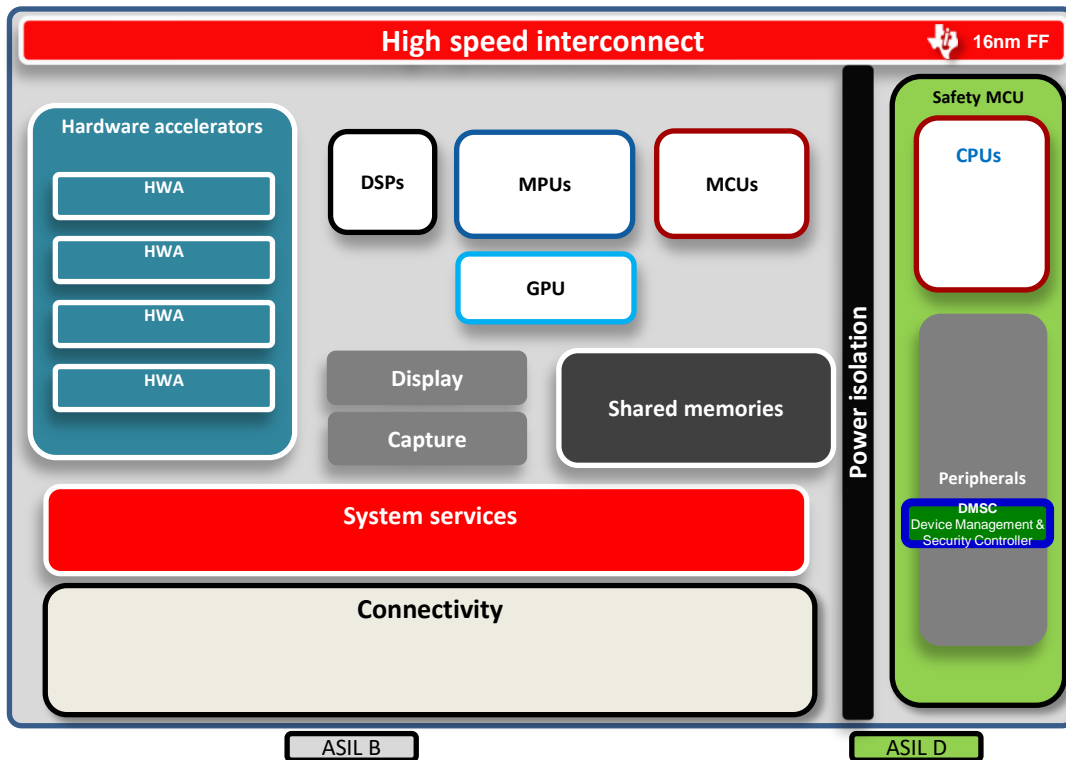 High speed interconnect
16nm FF
Hardware accelerators
HWA
HWA
HWA
HWA
DSPs
MPUs
MCUs
GPU
Display
Capture
Shared memories
System services
Connectivity
Power isolation
Safety MCU
CPUs
Peripherals
DMSC
Device Management &
Security Controller
ASIL B
ASIL D